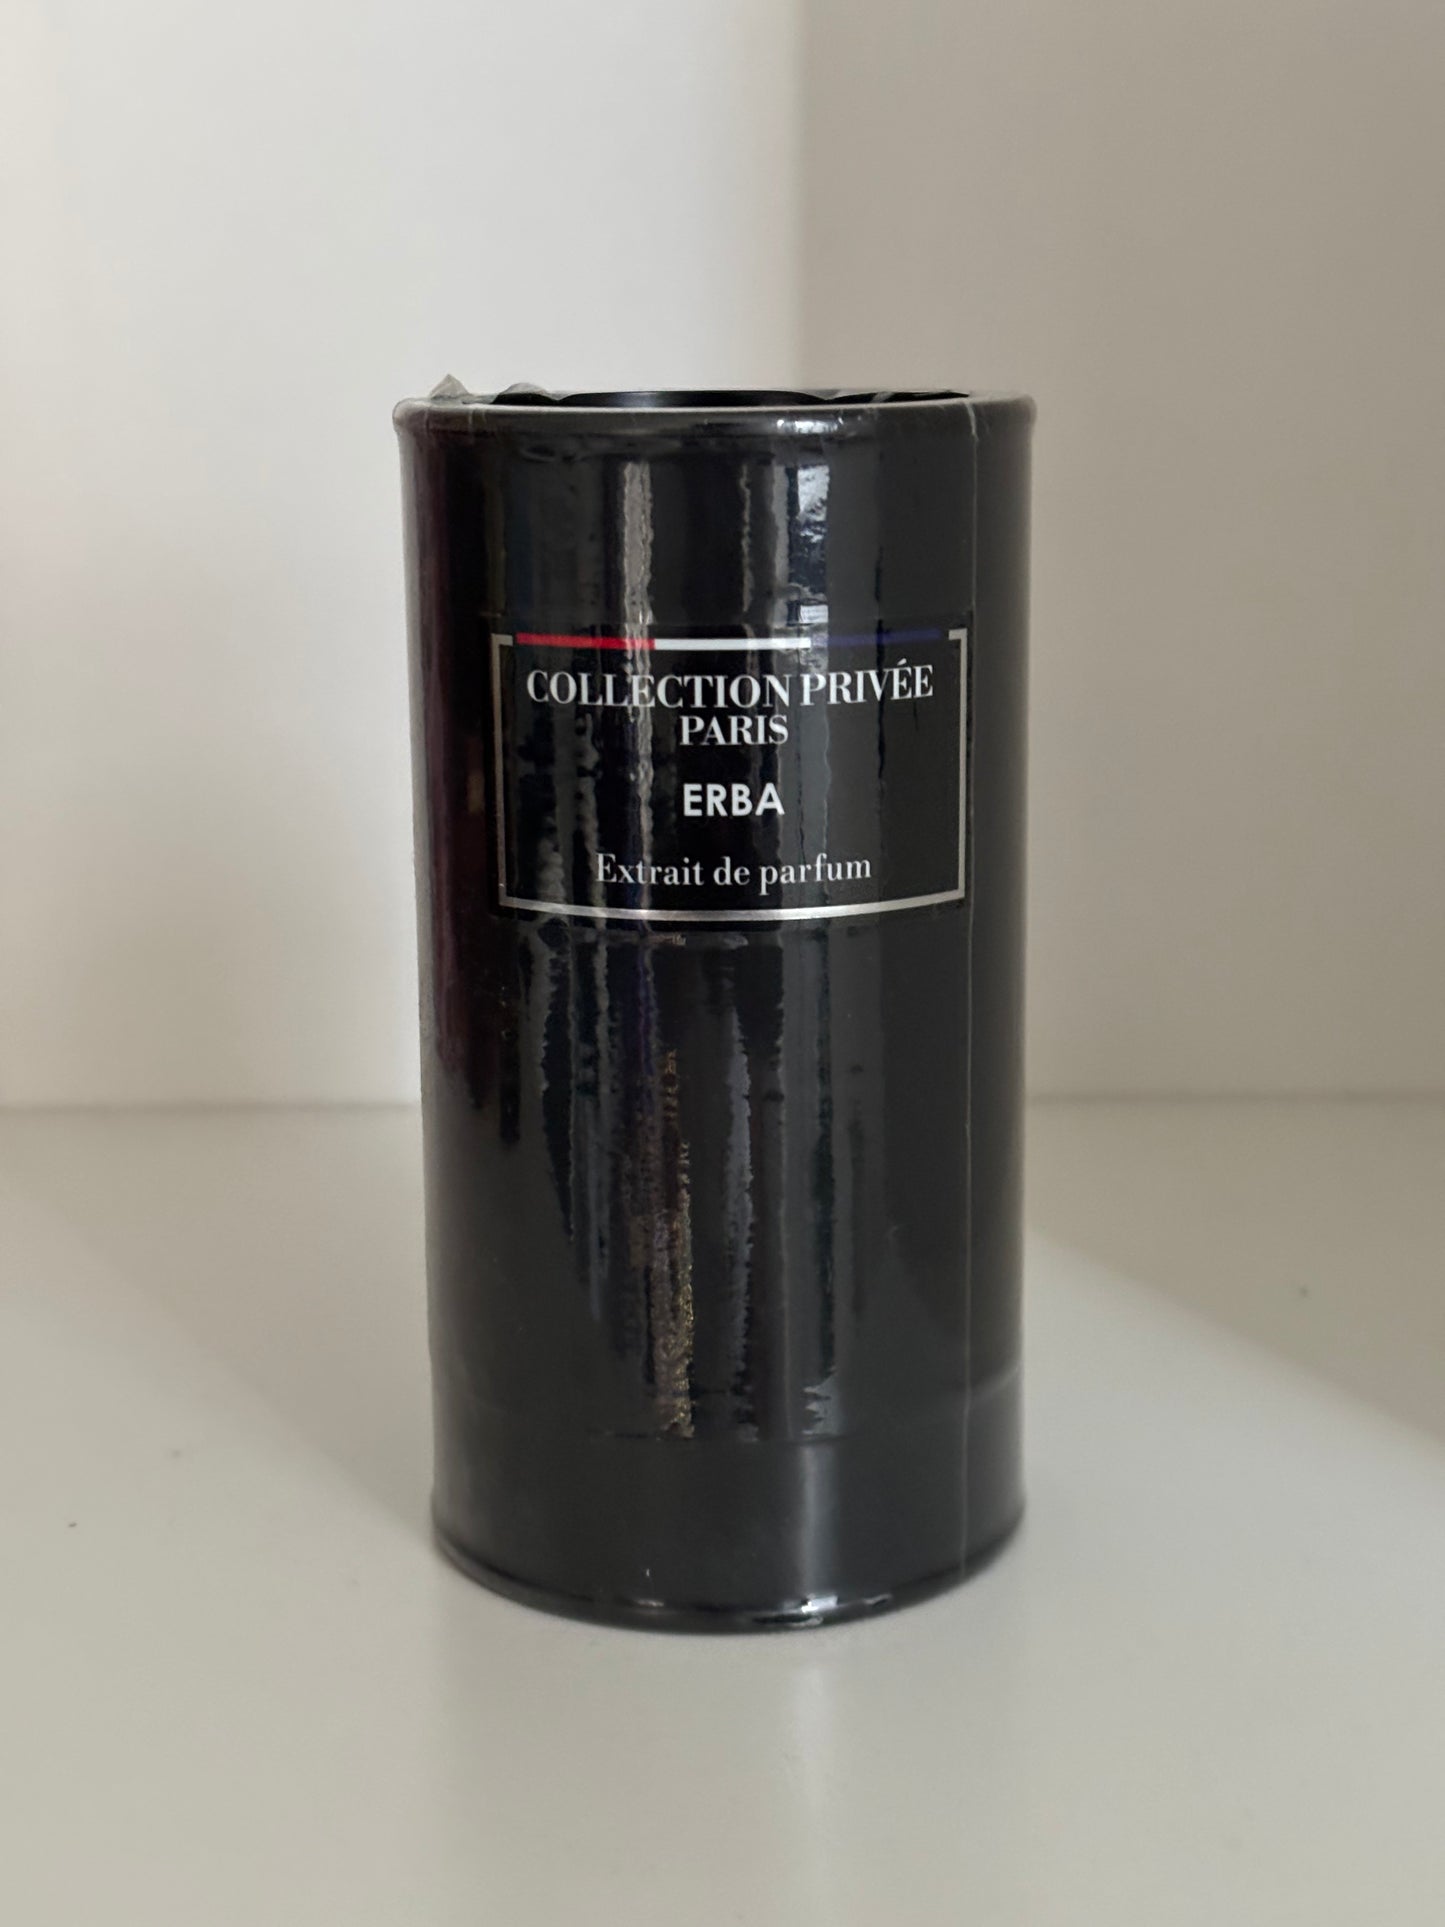 COLLECTION PRIVÉE
PARIS
ERBA
Extrait de parfum